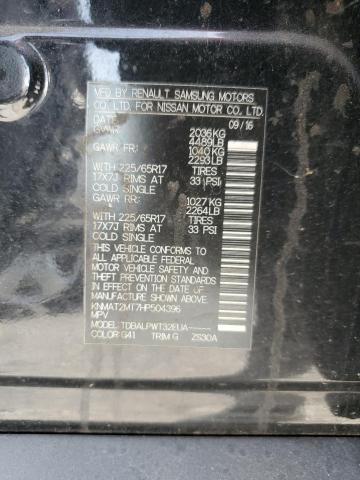 MFD BY RENAULT SAMSUNG MOTORS
CO., LTD. FOR NISSAN MOTOR CO., LTD.
DATE 09/16
GVWR 2036KG
4489LB
GAWR FR: 1040KG
2293LB
WITH 225/65R17 TIRES
17X7J RIMS AT 33 PSI
COLD SINGLE
GAWR RR: 1027KG
2264LB
WITH 225/65R17 TIRES
17X7J RIMS AT 33 PSI
COLD SINGLE
THIS VEHICLE CONFORMS TO
ALL APPLICABLE FEDERAL
MOTOR VEHICLE SAFETY AND
THEFT PREVENTION STANDARDS
IN EFFECT ON THE DATE OF
MANUFACTURE SHOWN ABOVE.
KNMAT2MT7HP504396
MPV
MODEL: TDBALPWT32EUA------
COLOR: G41 TRIM: G ZS30A